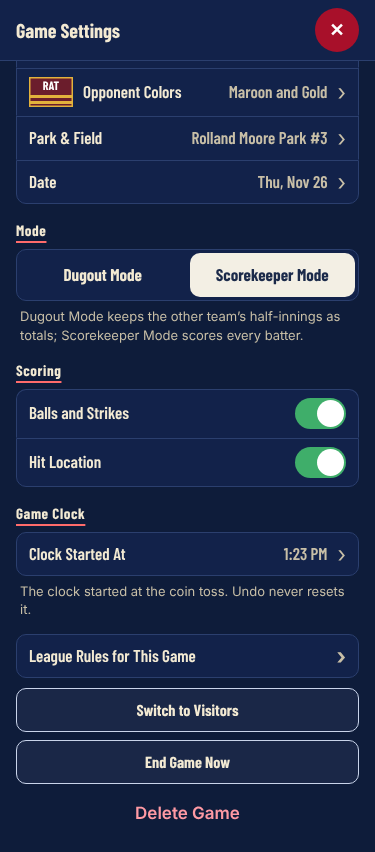 Game Settings
RAT
Opponent Colors
Maroon and Gold
Park & Field
Rolland Moore Park #3
Date
Thu, Nov 26
Mode
Dugout Mode
Scorekeeper Mode
Dugout Mode keeps the other team’s half-innings as
totals; Scorekeeper Mode scores every batter.
Scoring
Balls and Strikes
Hit Location
Game Clock
Clock Started At
1:23 PM
The clock started at the coin toss. Undo never resets
it.
League Rules for This Game
Switch to Visitors
End Game Now
Delete Game